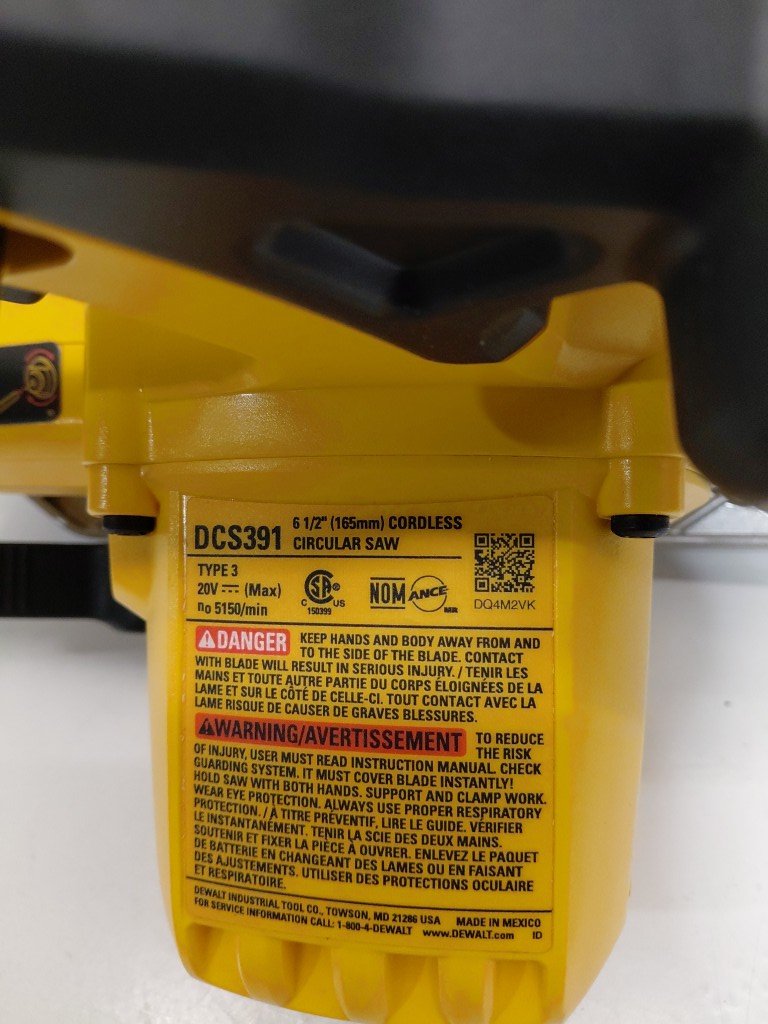 DCS391 6 1/2" (165mm) CORDLESS
CIRCULAR SAW
TYPE 3
20V (Max)
no 5150/min
CSA ®
C US
150399
NOM ANCE MR
DQ4M2VK
DANGER KEEP HANDS AND BODY AWAY FROM AND
TO THE SIDE OF THE BLADE. CONTACT
WITH BLADE WILL RESULT IN SERIOUS INJURY. / TENIR LES
MAINS ET TOUTE AUTRE PARTIE DU CORPS ÉLOIGNÉES DE LA
LAME ET SUR LE CÔTÉ DE CELLE-CI. TOUT CONTACT AVEC LA
LAME RISQUE DE CAUSER DE GRAVES BLESSURES.
WARNING/AVERTISSEMENT TO REDUCE
THE RISK
OF INJURY, USER MUST READ INSTRUCTION MANUAL. CHECK
GUARDING SYSTEM. IT MUST COVER BLADE INSTANTLY!
HOLD SAW WITH BOTH HANDS. SUPPORT AND CLAMP WORK.
WEAR EYE PROTECTION. ALWAYS USE PROPER RESPIRATORY
PROTECTION. / À TITRE PRÉVENTIF, LIRE LE GUIDE. VÉRIFIER
LE INSTANTANÉMENT. TENIR LA SCIE DES DEUX MAINS.
SOUTENIR ET FIXER LA PIÈCE À OUVRER. ENLEVEZ LE PAQUET
DE BATTERIE EN CHANGEANT DES LAMES OU EN FAISANT
DES AJUSTEMENTS. UTILISER DES PROTECTIONS OCULAIRE
ET RESPIRATOIRE.
DEWALT INDUSTRIAL TOOL CO., TOWSON, MD 21286 USA MADE IN MEXICO
FOR SERVICE INFORMATION CALL: 1-800-4-DEWALT www.DEWALT.com ID